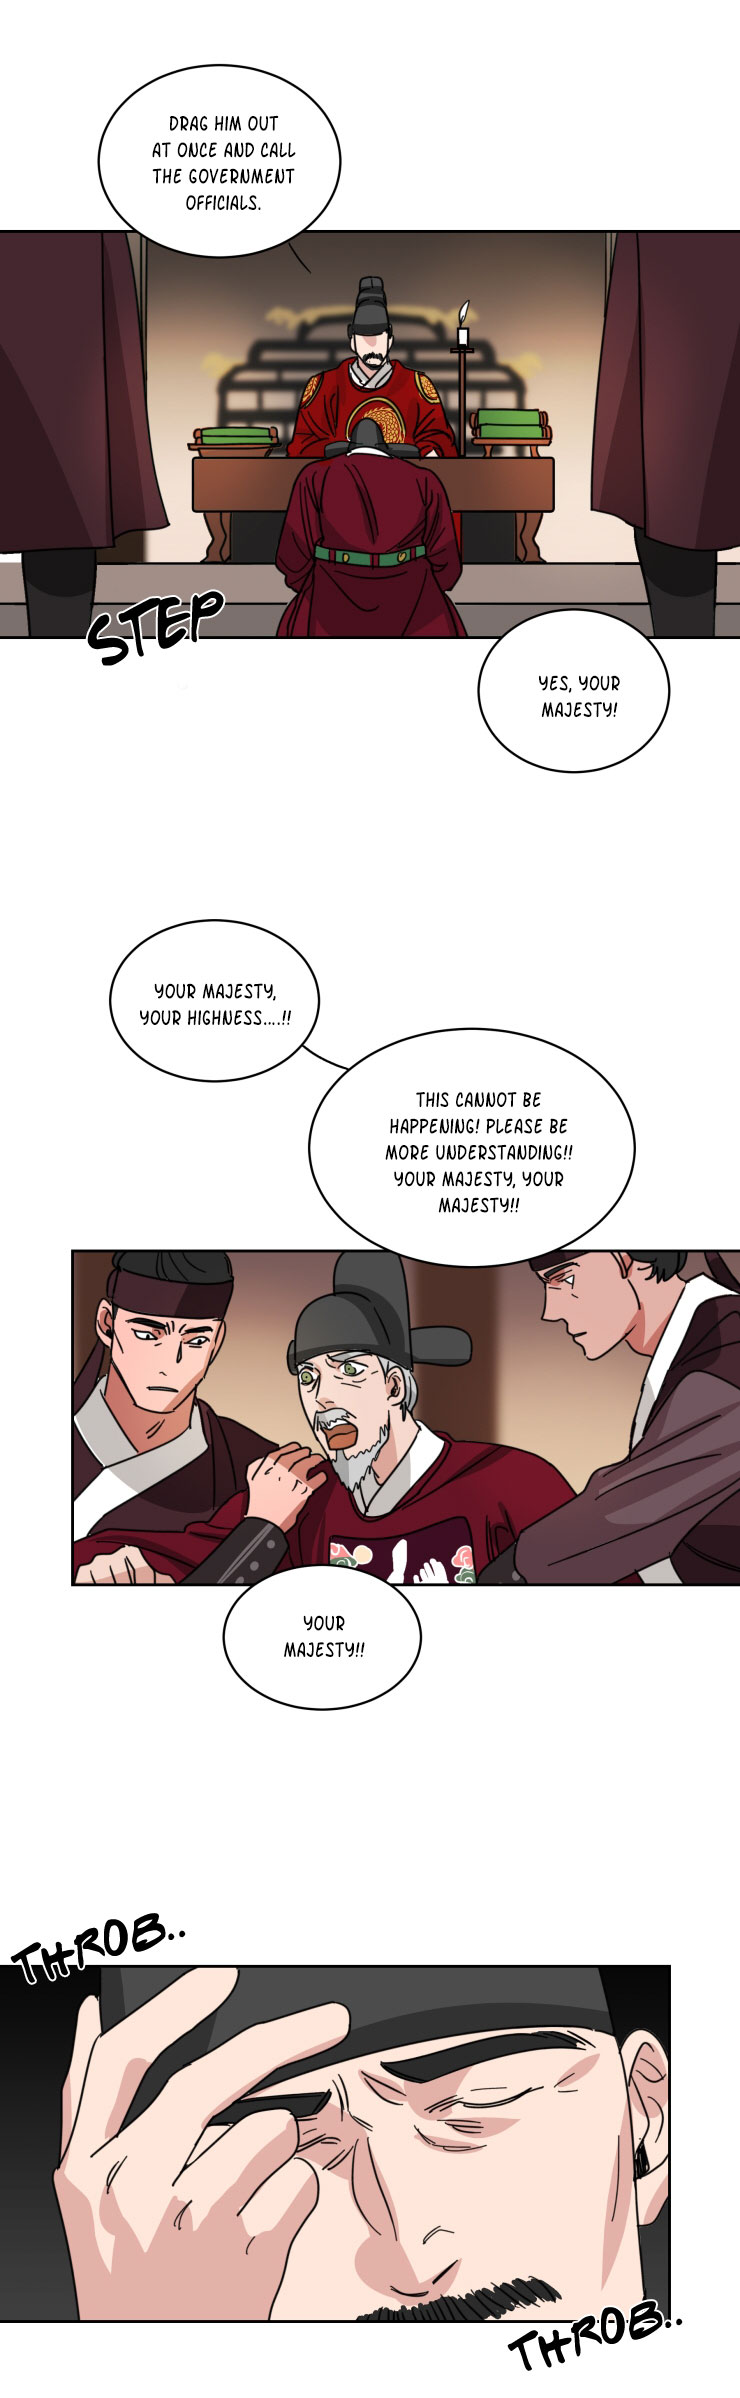 DRAG HIM OUT
AT ONCE AND CALL
THE GOVERNMENT
OFFICIALS.
STEP
YES, YOUR
MAJESTY!
YOUR MAJESTY,
YOUR HIGHNESS....!!
THIS CANNOT BE
HAPPENING! PLEASE BE
MORE UNDERSTANDING!!
YOUR MAJESTY, YOUR
MAJESTY!!
YOUR
MAJESTY!!
THROB..
THROB..